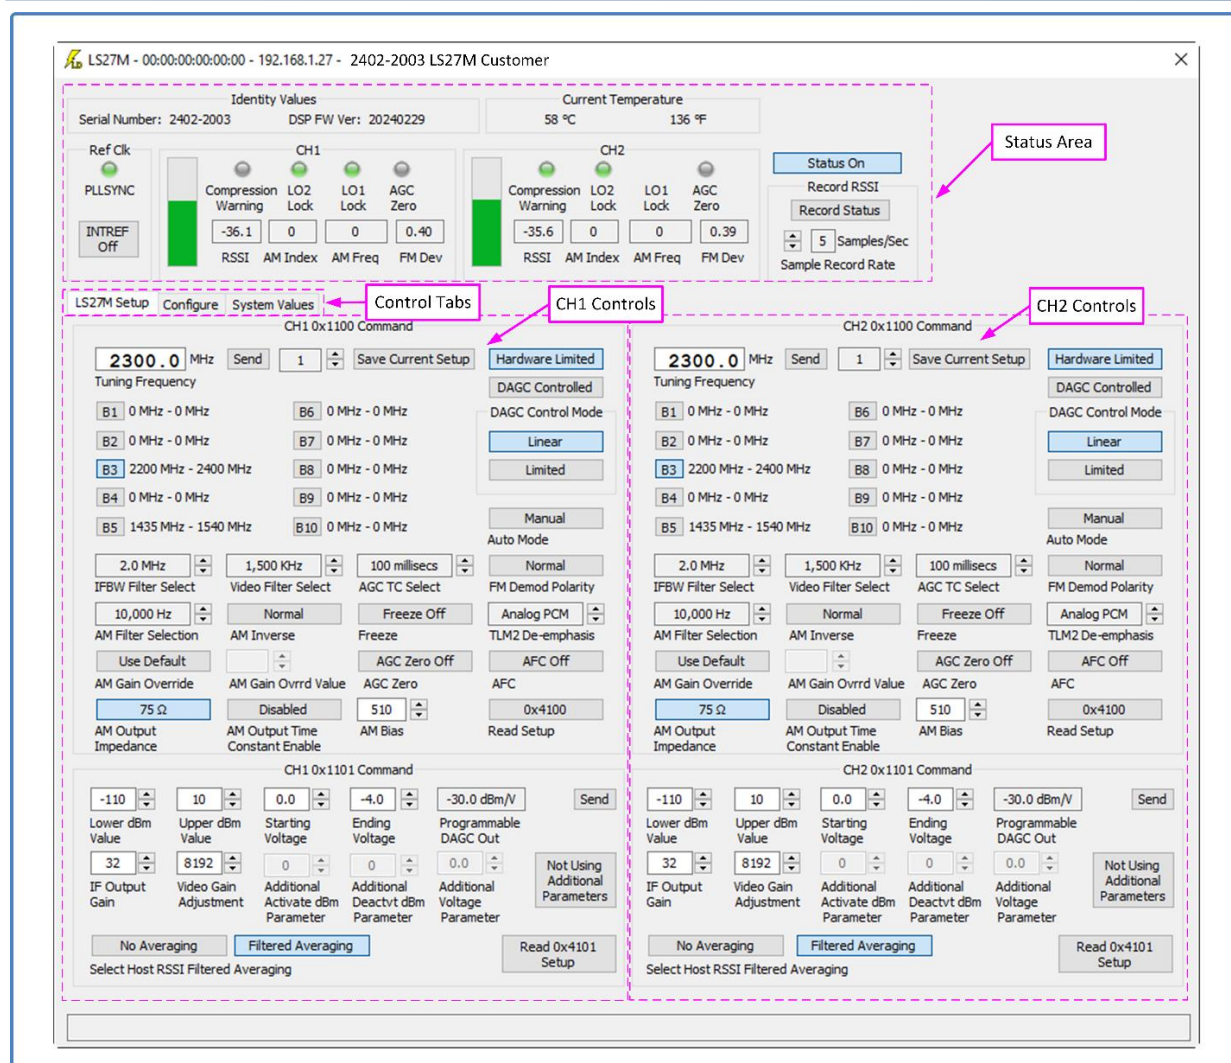 LS27M - 00:00:00:00:00:00 - 192.168.1.27 - 2402-2003 LS27M Customer
Identity Values
Serial Number: 2402-2003 DSP FW Ver: 20240229
Current Temperature
58 °C 136 °F
Status Area
Ref Clk
PLLSYNC
INTREF
Off
CH1
Compression Warning LO2 Lock LO1 Lock AGC Zero
-36.1 0 0 0.40
RSSI AM Index AM Freq FM Dev
CH2
Compression Warning LO2 Lock LO1 Lock AGC Zero
-35.6 0 0 0.39
RSSI AM Index AM Freq FM Dev
Status On
Record RSSI
Record Status
5 Samples/Sec
Sample Record Rate
LS27M Setup Configure System Values
Control Tabs
CH1 Controls
CH2 Controls
CH1 0x1100 Command
2300.0 MHz Send 1 Save Current Setup Hardware Limited
Tuning Frequency
DAGC Controlled
B1 0 MHz - 0 MHz B6 0 MHz - 0 MHz DAGC Control Mode
B2 0 MHz - 0 MHz B7 0 MHz - 0 MHz Linear
B3 2200 MHz - 2400 MHz B8 0 MHz - 0 MHz Limited
B4 0 MHz - 0 MHz B9 0 MHz - 0 MHz
B5 1435 MHz - 1540 MHz B10 0 MHz - 0 MHz Manual
Auto Mode
2.0 MHz 1,500 KHz 100 millisecs Normal
IFBW Filter Select Video Filter Select AGC TC Select FM Demod Polarity
10,000 Hz Normal Freeze Off Analog PCM
AM Filter Selection AM Inverse Freeze TLM2 De-emphasis
Use Default AGC Zero Off AFC Off
AM Gain Override AM Gain Ovrrd Value AGC Zero AFC
75 Ω Disabled 510 0x4100
AM Output Impedance AM Output Time Constant Enable AM Bias Read Setup
CH1 0x1101 Command
-110 10 0.0 -4.0 -30.0 dBm/V Send
Lower dBm Value Upper dBm Value Starting Voltage Ending Voltage Programmable DAGC Out
32 8192 0 0 0.0 Not Using Additional Parameters
IF Output Gain Video Gain Adjustment Additional Activate dBm Parameter Additional Deactvt dBm Parameter Additional Voltage Parameter
No Averaging Filtered Averaging Read 0x4101 Setup
Select Host RSSI Filtered Averaging
CH2 0x1100 Command
2300.0 MHz Send 1 Save Current Setup Hardware Limited
Tuning Frequency
DAGC Controlled
B1 0 MHz - 0 MHz B6 0 MHz - 0 MHz DAGC Control Mode
B2 0 MHz - 0 MHz B7 0 MHz - 0 MHz Linear
B3 2200 MHz - 2400 MHz B8 0 MHz - 0 MHz Limited
B4 0 MHz - 0 MHz B9 0 MHz - 0 MHz
B5 1435 MHz - 1540 MHz B10 0 MHz - 0 MHz Manual
Auto Mode
2.0 MHz 1,500 KHz 100 millisecs Normal
IFBW Filter Select Video Filter Select AGC TC Select FM Demod Polarity
10,000 Hz Normal Freeze Off Analog PCM
AM Filter Selection AM Inverse Freeze TLM2 De-emphasis
Use Default AGC Zero Off AFC Off
AM Gain Override AM Gain Ovrrd Value AGC Zero AFC
75 Ω Disabled 510 0x4100
AM Output Impedance AM Output Time Constant Enable AM Bias Read Setup
CH2 0x1101 Command
-110 10 0.0 -4.0 -30.0 dBm/V Send
Lower dBm Value Upper dBm Value Starting Voltage Ending Voltage Programmable DAGC Out
32 8192 0 0 0.0 Not Using Additional Parameters
IF Output Gain Video Gain Adjustment Additional Activate dBm Parameter Additional Deactvt dBm Parameter Additional Voltage Parameter
No Averaging Filtered Averaging Read 0x4101 Setup
Select Host RSSI Filtered Averaging